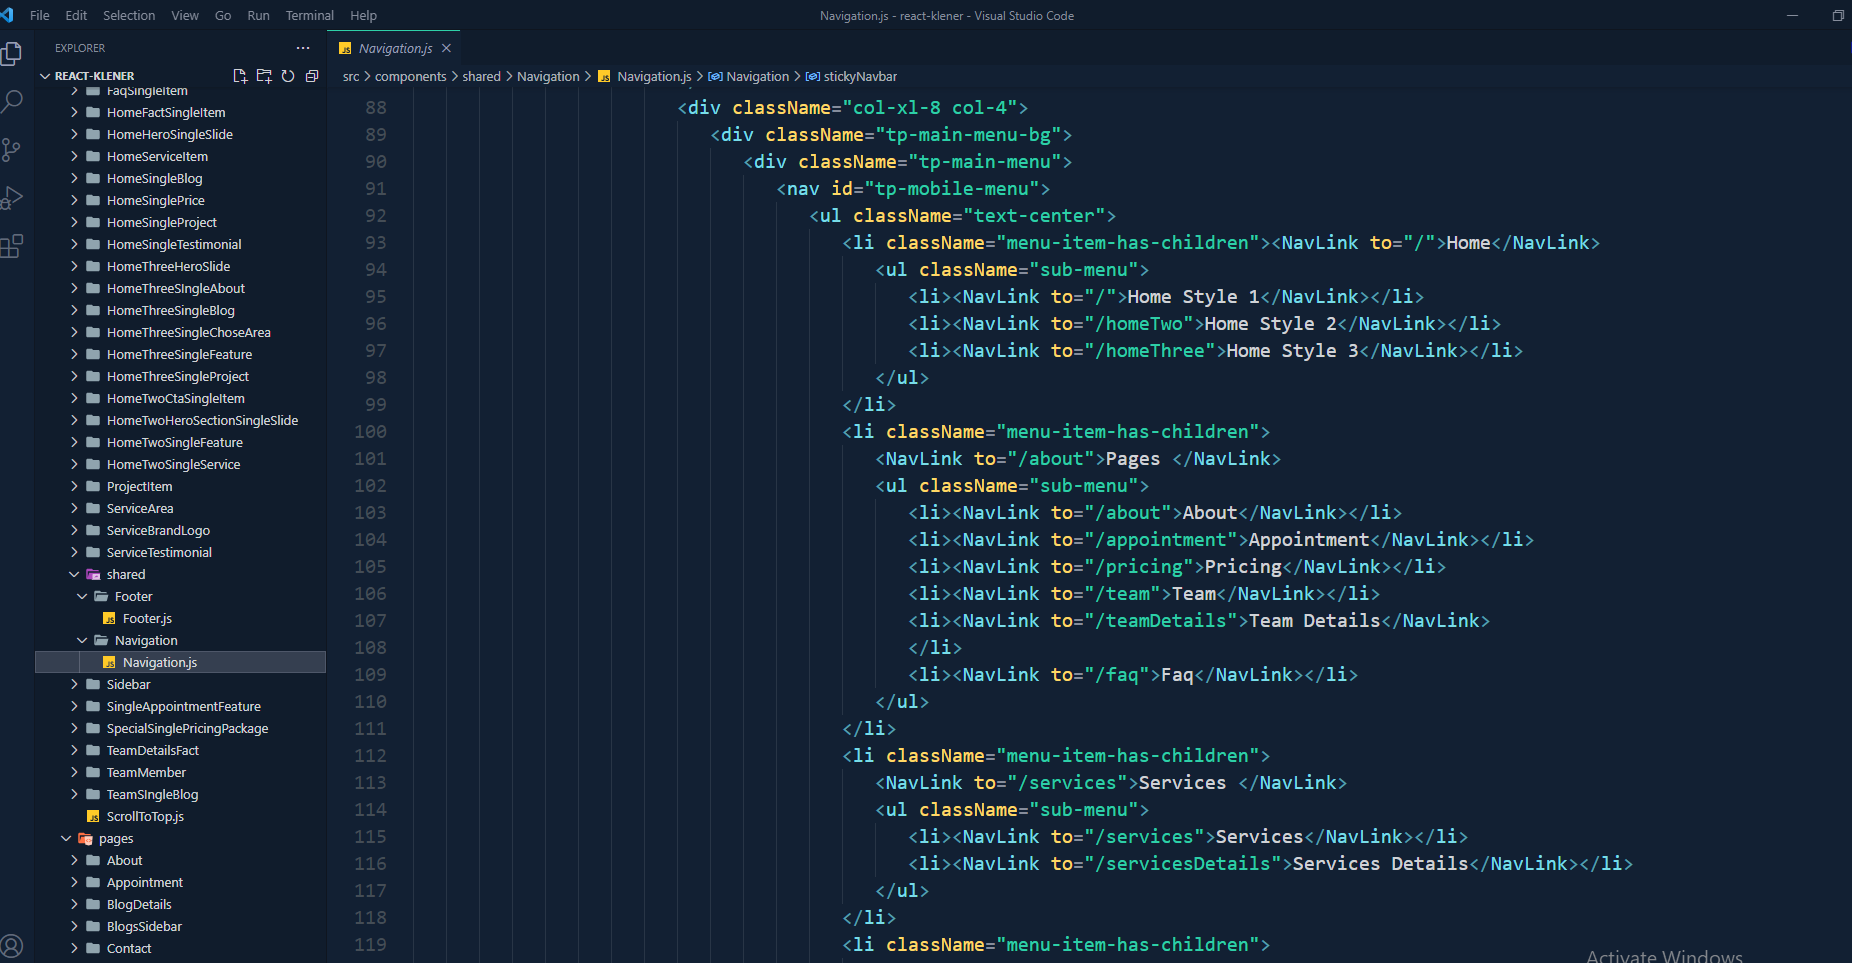 File Edit Selection View Go Run Terminal Help
Navigation.js - react-klener - Visual Studio Code
EXPLORER
REACT-KLENER
FaqSingleItem
HomeFactSingleItem
HomeHeroSingleSlide
HomeServiceItem
HomeSingleBlog
HomeSinglePrice
HomeSingleProject
HomeSingleTestimonial
HomeThreeHeroSlide
HomeThreeSIngleAbout
HomeThreeSingleBlog
HomeThreeSingleChoseArea
HomeThreeSingleFeature
HomeThreeSingleProject
HomeTwoCtaSingleItem
HomeTwoHeroSectionSingleSlide
HomeTwoSingleFeature
HomeTwoSingleService
ProjectItem
ServiceArea
ServiceBrandLogo
ServiceTestimonial
shared
Footer
JS Footer.js
Navigation
JS Navigation.js
Sidebar
SingleAppointmentFeature
SpecialSinglePricingPackage
TeamDetailsFact
TeamMember
TeamSIngleBlog
JS ScrollToTop.js
pages
About
Appointment
BlogDetails
BlogsSidebar
Contact
JS Navigation.js
src > components > shared > Navigation > JS Navigation.js > Navigation > stickyNavbar
88 <div className="col-xl-8 col-4">
89 <div className="tp-main-menu-bg">
90 <div className="tp-main-menu">
91 <nav id="tp-mobile-menu">
92 <ul className="text-center">
93 <li className="menu-item-has-children"><NavLink to="/">Home</NavLink>
94 <ul className="sub-menu">
95 <li><NavLink to="/">Home Style 1</NavLink></li>
96 <li><NavLink to="/homeTwo">Home Style 2</NavLink></li>
97 <li><NavLink to="/homeThree">Home Style 3</NavLink></li>
98 </ul>
99 </li>
100 <li className="menu-item-has-children">
101 <NavLink to="/about">Pages </NavLink>
102 <ul className="sub-menu">
103 <li><NavLink to="/about">About</NavLink></li>
104 <li><NavLink to="/appointment">Appointment</NavLink></li>
105 <li><NavLink to="/pricing">Pricing</NavLink></li>
106 <li><NavLink to="/team">Team</NavLink></li>
107 <li><NavLink to="/teamDetails">Team Details</NavLink>
108 </li>
109 <li><NavLink to="/faq">Faq</NavLink></li>
110 </ul>
111 </li>
112 <li className="menu-item-has-children">
113 <NavLink to="/services">Services </NavLink>
114 <ul className="sub-menu">
115 <li><NavLink to="/services">Services</NavLink></li>
116 <li><NavLink to="/servicesDetails">Services Details</NavLink></li>
117 </ul>
118 </li>
119 <li className="menu-item-has-children">
Activate Windows